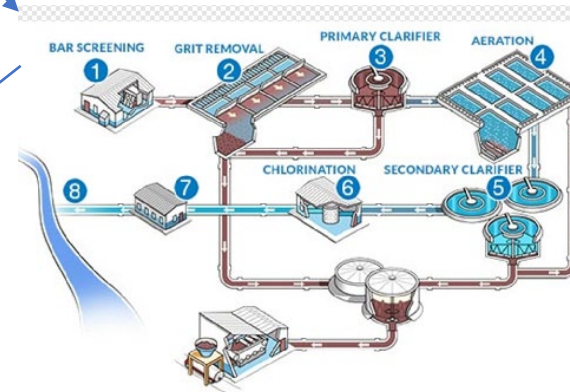 BAR SCREENING
1
GRIT REMOVAL
2
PRIMARY CLARIFIER
3
AERATION
4
8
7
CHLORINATION
6
SECONDARY CLARIFIER
5